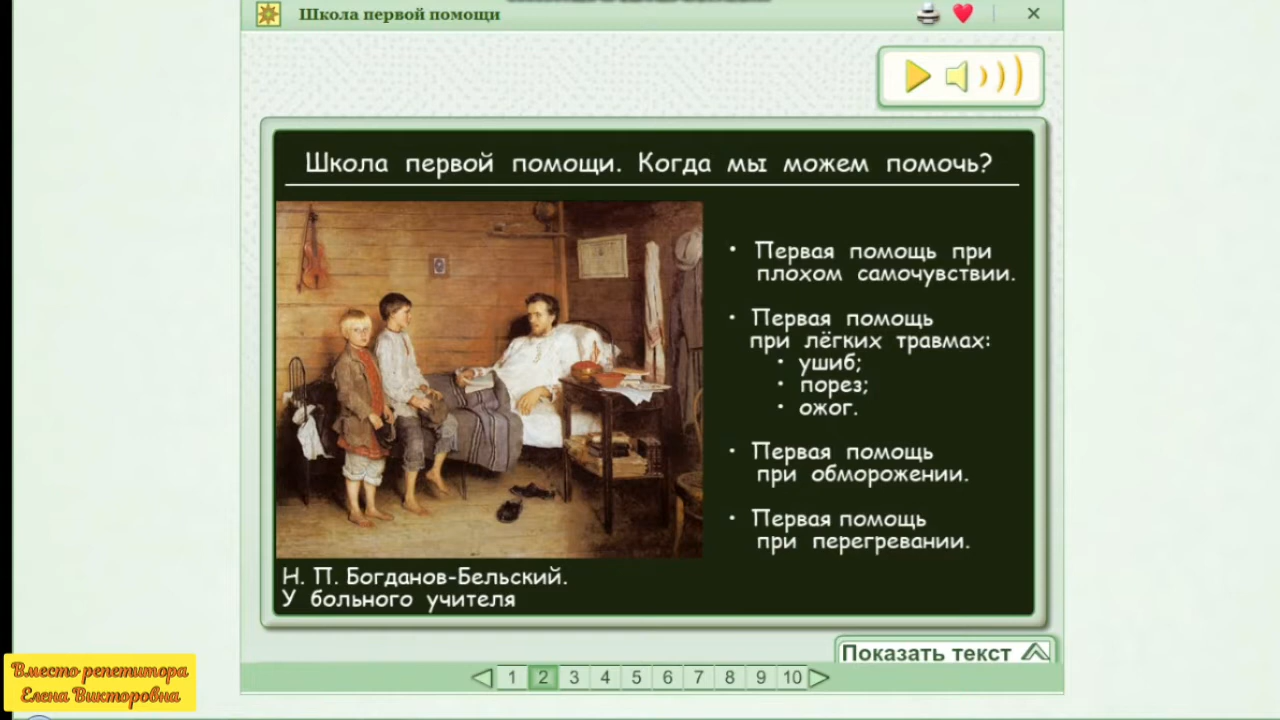 Школа первой помощи
Школа первой помощи. Когда мы можем помочь?
• Первая помощь при
плохом самочувствии.
• Первая помощь
при лёгких травмах:
• ушиб;
• порез;
• ожог.
• Первая помощь
при обморожении.
• Первая помощь
при перегревании.
Н. П. Богданов-Бельский.
У больного учителя
Показать текст
1 2 3 4 5 6 7 8 9 10
Вместо репетитора
Елена Викторовна